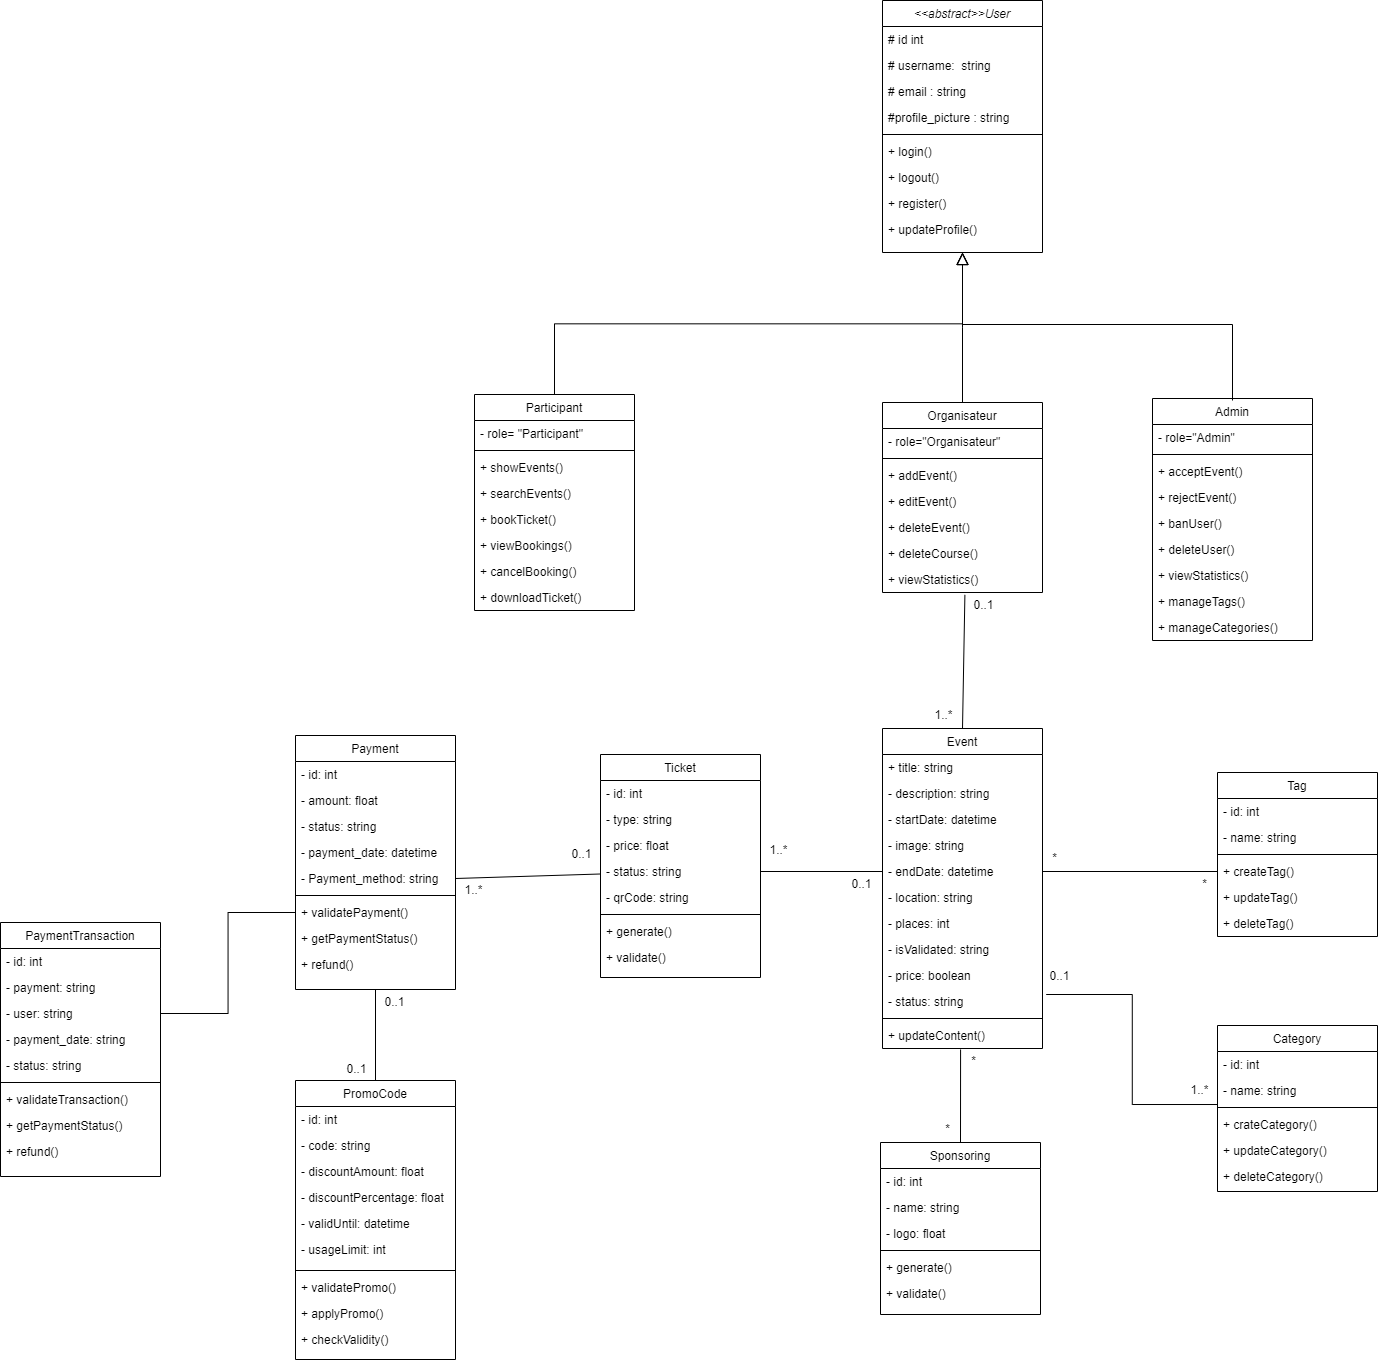 <<abstract>>User
# id int
# username:  string
# email : string
#profile_picture : string
+ login()
+ logout()
+ register()
+ updateProfile()
Participant
- role= "Participant"
+ showEvents()
+ searchEvents()
+ bookTicket()
+ viewBookings()
+ cancelBooking()
+ downloadTicket()
Organisateur
- role="Organisateur"
+ addEvent()
+ editEvent()
+ deleteEvent()
+ deleteCourse()
+ viewStatistics()
0..1
1..*
Admin
- role="Admin"
+ acceptEvent()
+ rejectEvent()
+ banUser()
+ deleteUser()
+ viewStatistics()
+ manageTags()
+ manageCategories()
Payment
- id: int
- amount: float
- status: string
- payment_date: datetime
- Payment_method: string
+ validatePayment()
+ getPaymentStatus()
+ refund()
0..1
1..*
Ticket
- id: int
- type: string
- price: float
- status: string
- qrCode: string
+ generate()
+ validate()
1..*
0..1
Event
+ title: string
- description: string
- startDate: datetime
- image: string
- endDate: datetime
- location: string
- places: int
- isValidated: string
- price: boolean
- status: string
+ updateContent()
*
*
Tag
- id: int
- name: string
+ createTag()
+ updateTag()
+ deleteTag()
0..1
1..*
PaymentTransaction
- id: int
- payment: string
- user: string
- payment_date: string
- status: string
+ validateTransaction()
+ getPaymentStatus()
+ refund()
0..1
0..1
PromoCode
- id: int
- code: string
- discountAmount: float
- discountPercentage: float
- validUntil: datetime
- usageLimit: int
+ validatePromo()
+ applyPromo()
+ checkValidity()
*
*
Sponsoring
- id: int
- name: string
- logo: float
+ generate()
+ validate()
Category
- id: int
- name: string
+ crateCategory()
+ updateCategory()
+ deleteCategory()